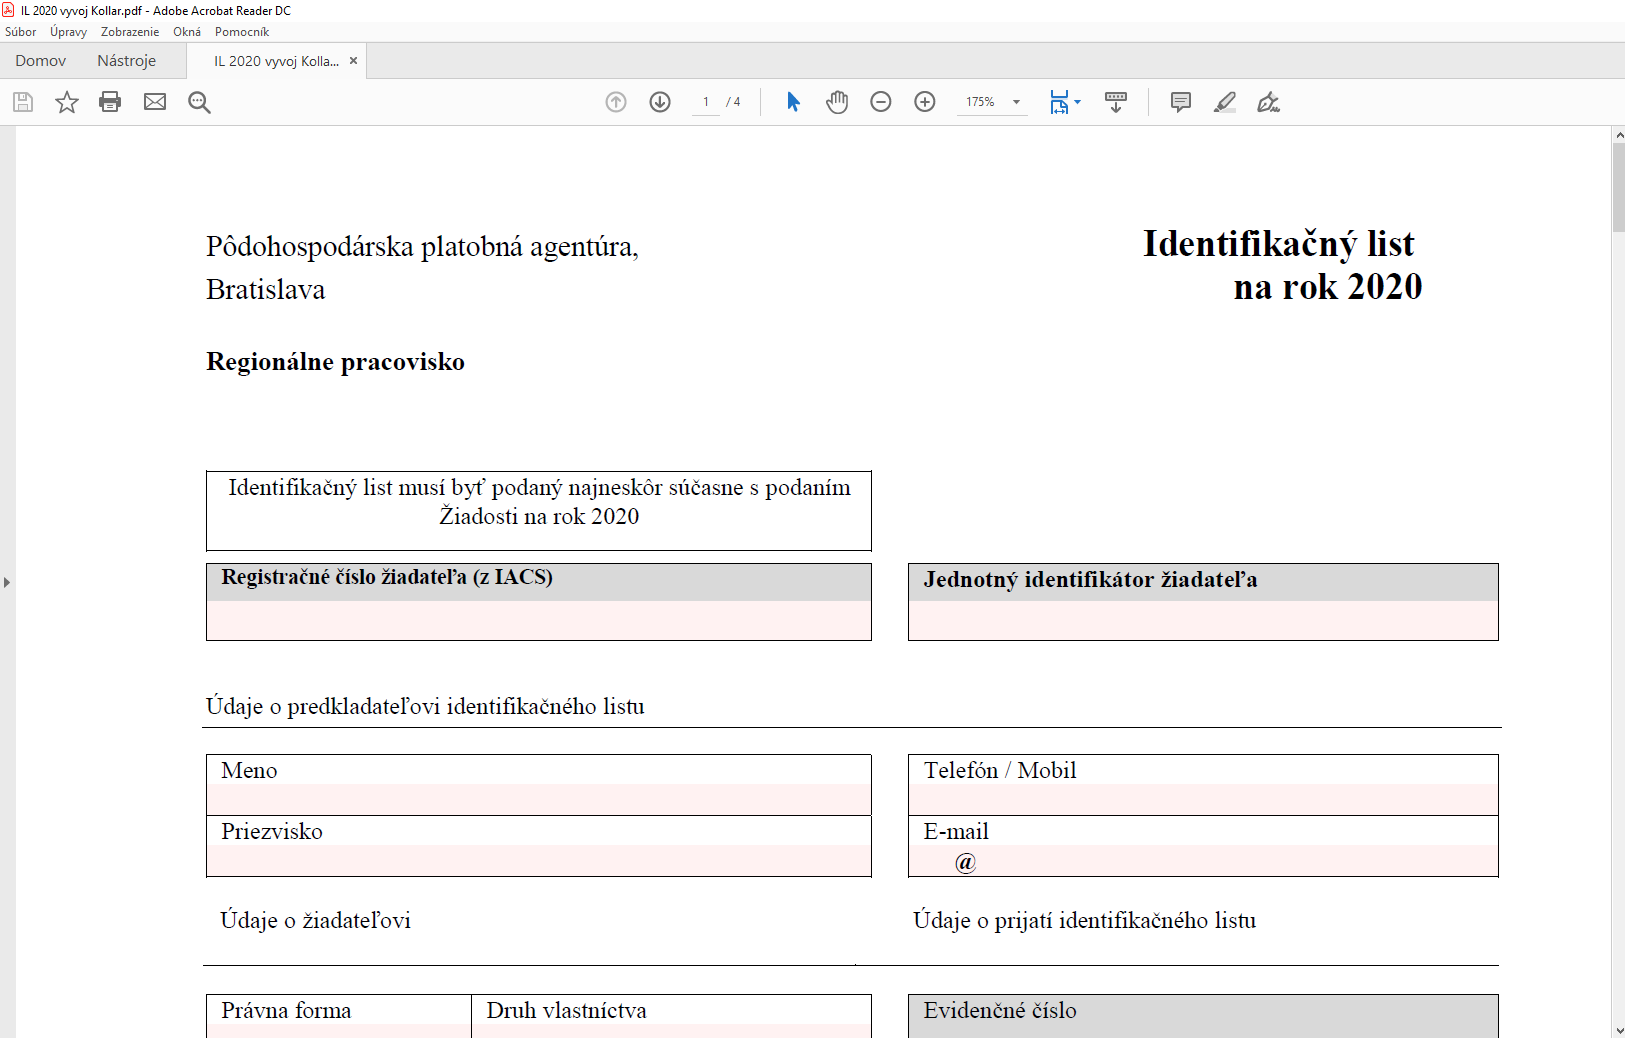 IL 2020 vyvoj Kollar.pdf - Adobe Acrobat Reader DC
Súbor Úpravy Zobrazenie Okná Pomocník
Domov Nástroje IL 2020 vyvoj Kolla... ×
1 / 4 175%
Pôdohospodárska platobná agentúra,
Bratislava
Identifikačný list
na rok 2020
Regionálne pracovisko
Identifikačný list musí byť podaný najneskôr súčasne s podaním
Žiadosti na rok 2020
Registračné číslo žiadateľa (z IACS)
Jednotný identifikátor žiadateľa
Údaje o predkladateľovi identifikačného listu
Meno
Telefón / Mobil
Priezvisko
E-mail
@
Údaje o žiadateľovi
Údaje o prijatí identifikačného listu
Právna forma
Druh vlastníctva
Evidenčné číslo